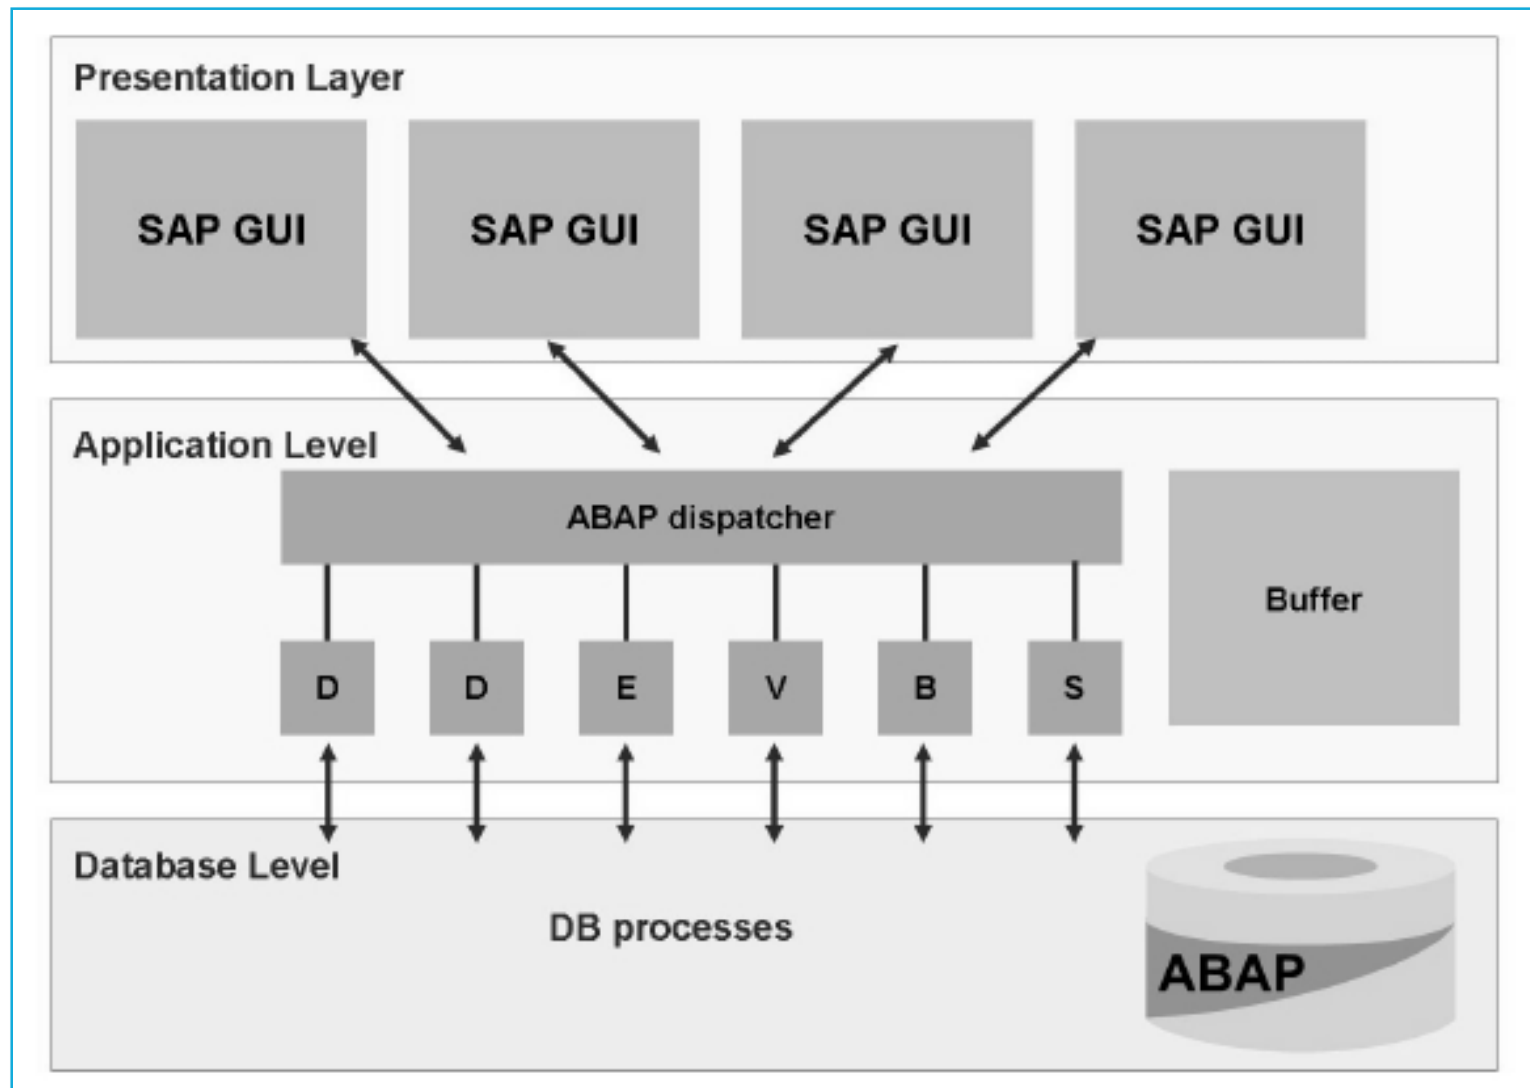 Presentation Layer
SAP GUI SAP GUI SAP GUI SAP GUI
Application Level
ABAP dispatcher
Buffer
D D E V B S
Database Level
DB processes
ABAP